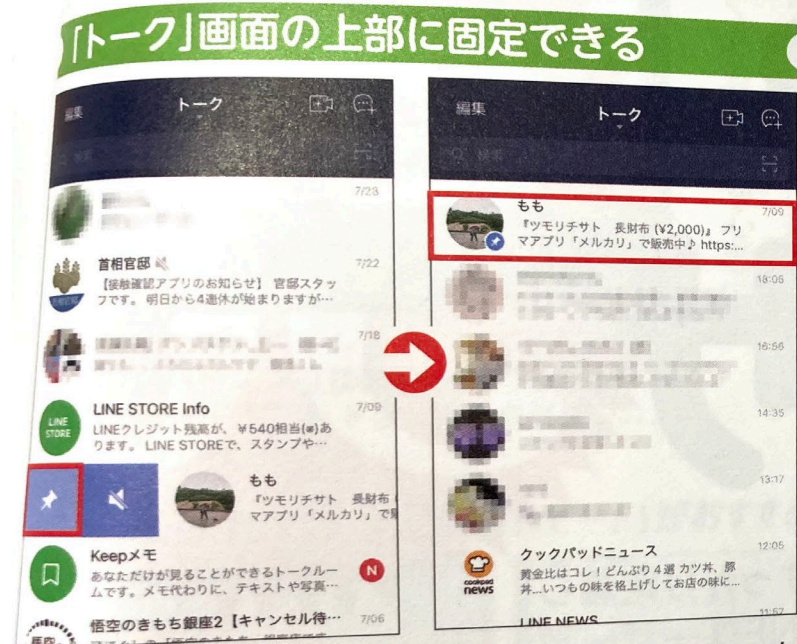 「トーク」画面の上部に固定できる
編集
トーク
検索
7/23
首相官邸
7/22
【接触確認アプリのお知らせ】 官邸スタッ
フです。明日から4連休が始まりますが…
7/18
LINE
STORE
LINE STORE Info
7/09
LINEクレジット残高が、￥540相当(※)あ
ります。 LINE STOREで、スタンプや…
もも
『ツモリチサト 長財布 (
マアプリ「メルカリ」で販
Keepメモ
あなただけが見ることができるトークルー
ムです。メモ代わりに、テキストや写真…
N
悟空のきもち銀座2【キャンセル待…
7/06
悟空
編集
トーク
検索
もも
7/09
『ツモリチサト 長財布 (¥2,000)』 フリ
マアプリ「メルカリ」で販売中♪ https:...
18:06
16:56
14:35
13:17
クックパッドニュース
12:05
cookpad
news
黄金比はコレ！どんぶり４選 カツ丼、豚
丼…いつもの味を格上げしてお店の味に…
LINE NEWS
11:57